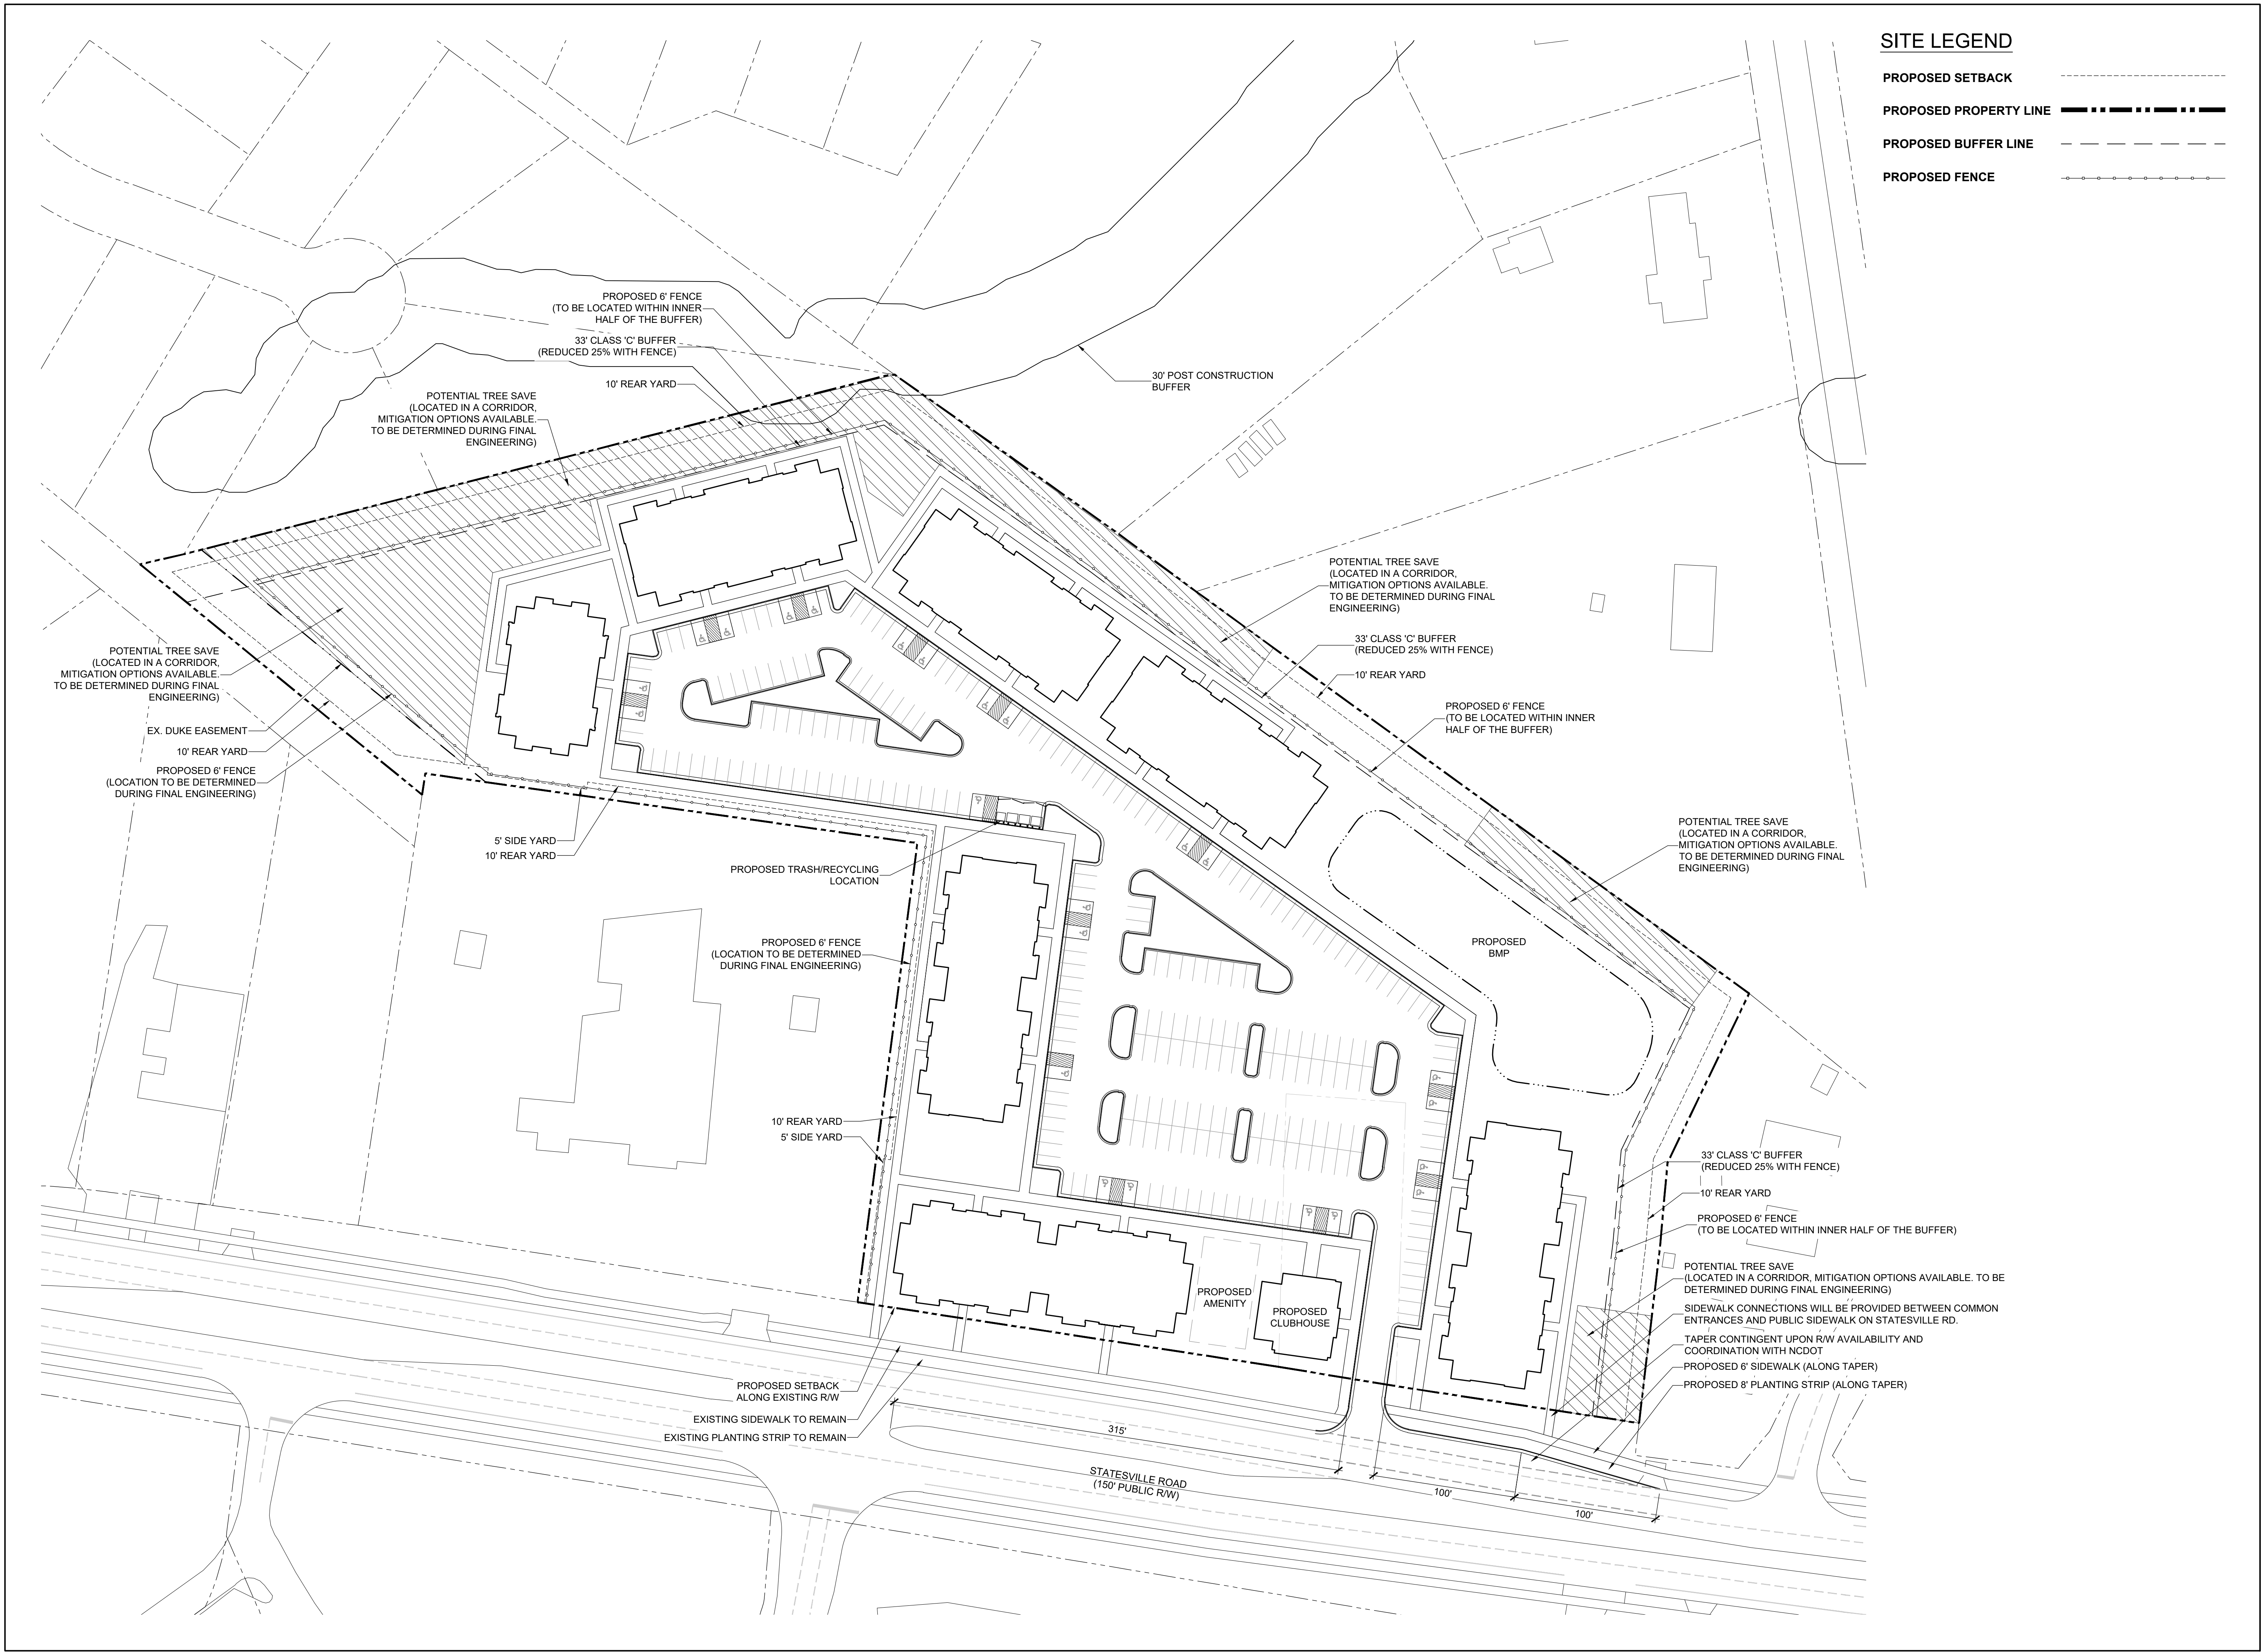 SITE LEGEND
PROPOSED SETBACK
PROPOSED PROPERTY LINE
PROPOSED BUFFER LINE
PROPOSED FENCE
PROPOSED 6' FENCE
(TO BE LOCATED WITHIN INNER
HALF OF THE BUFFER)
33' CLASS 'C' BUFFER
(REDUCED 25% WITH FENCE)
10' REAR YARD
POTENTIAL TREE SAVE
(LOCATED IN A CORRIDOR,
MITIGATION OPTIONS AVAILABLE.
TO BE DETERMINED DURING FINAL
ENGINEERING)
30' POST CONSTRUCTION
BUFFER
POTENTIAL TREE SAVE
(LOCATED IN A CORRIDOR,
MITIGATION OPTIONS AVAILABLE.
TO BE DETERMINED DURING FINAL
ENGINEERING)
33' CLASS 'C' BUFFER
(REDUCED 25% WITH FENCE)
10' REAR YARD
PROPOSED 6' FENCE
(TO BE LOCATED WITHIN INNER
HALF OF THE BUFFER)
POTENTIAL TREE SAVE
(LOCATED IN A CORRIDOR,
MITIGATION OPTIONS AVAILABLE.
TO BE DETERMINED DURING FINAL
ENGINEERING)
EX. DUKE EASEMENT
10' REAR YARD
PROPOSED 6' FENCE
(LOCATION TO BE DETERMINED
DURING FINAL ENGINEERING)
5' SIDE YARD
10' REAR YARD
PROPOSED TRASH/RECYCLING
LOCATION
POTENTIAL TREE SAVE
(LOCATED IN A CORRIDOR,
MITIGATION OPTIONS AVAILABLE.
TO BE DETERMINED DURING FINAL
ENGINEERING)
PROPOSED
BMP
PROPOSED 6' FENCE
(LOCATION TO BE DETERMINED
DURING FINAL ENGINEERING)
10' REAR YARD
5' SIDE YARD
33' CLASS 'C' BUFFER
(REDUCED 25% WITH FENCE)
10' REAR YARD
PROPOSED 6' FENCE
(TO BE LOCATED WITHIN INNER HALF OF THE BUFFER)
POTENTIAL TREE SAVE
(LOCATED IN A CORRIDOR, MITIGATION OPTIONS AVAILABLE. TO BE
DETERMINED DURING FINAL ENGINEERING)
SIDEWALK CONNECTIONS WILL BE PROVIDED BETWEEN COMMON
ENTRANCES AND PUBLIC SIDEWALK ON STATESVILLE RD.
TAPER CONTINGENT UPON R/W AVAILABILITY AND
COORDINATION WITH NCDOT
PROPOSED 6' SIDEWALK (ALONG TAPER)
PROPOSED 8' PLANTING STRIP (ALONG TAPER)
PROPOSED
AMENITY
PROPOSED
CLUBHOUSE
PROPOSED SETBACK
ALONG EXISTING R/W
EXISTING SIDEWALK TO REMAIN
EXISTING PLANTING STRIP TO REMAIN
315'
STATESVILLE ROAD
(150' PUBLIC R/W)
100'
100'